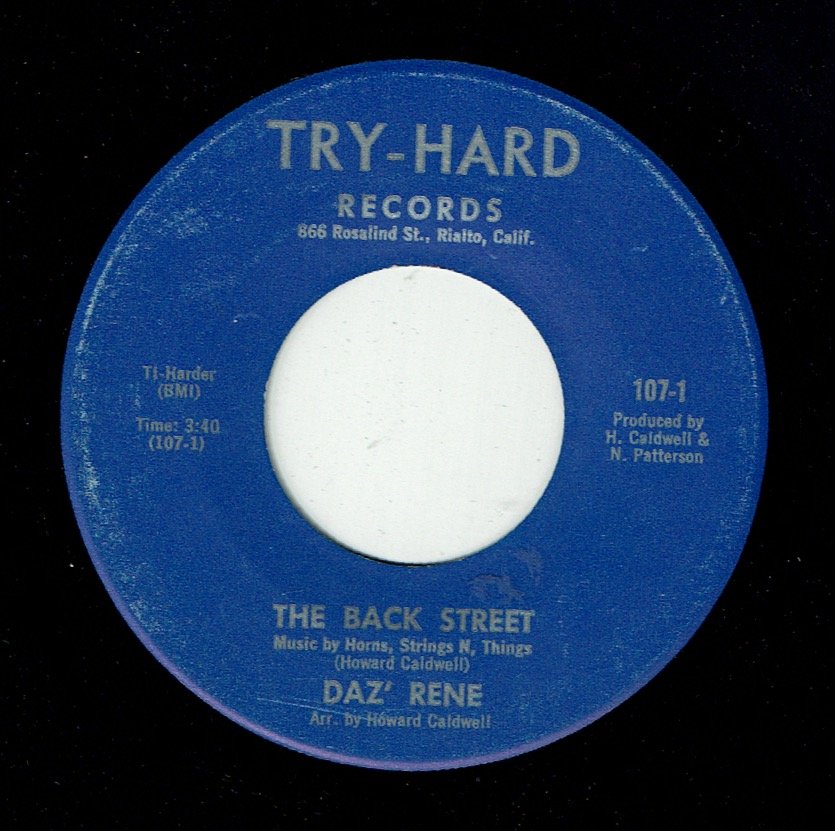 TRY-HARD
RECORDS
866 Rosalind St., Rialto, Calif.
TI-Harder
(BMI)
Time: 3:40
(107-1)
107-1
Produced by
H. Caldwell &
N. Patterson
THE BACK STREET
Music by Horns, Strings N, Things
(Howard Caldwell)
DAZ' RENE
Arr. by Howard Caldwell